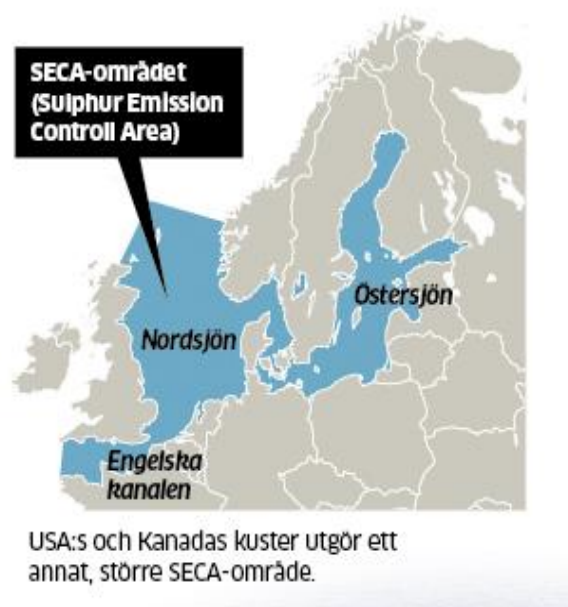 SECA-området
(Sulphur Emission
Controll Area)
Östersjön
Nordsjön
Engelska
kanalen
USA:s och Kanadas kuster utgör ett
annat, större SECA-område.